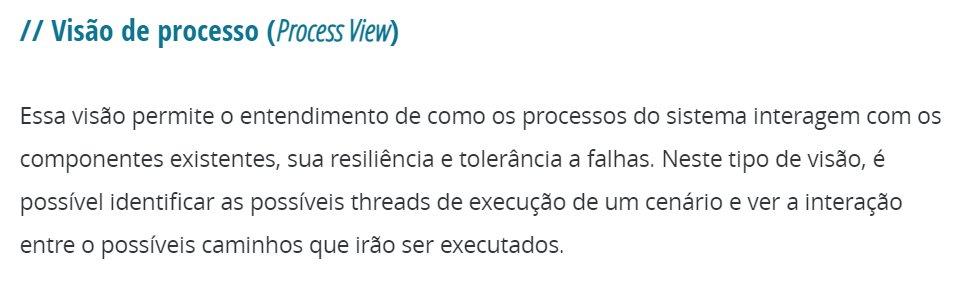 // Visão de processo (Process View)
Essa visão permite o entendimento de como os processos do sistema interagem com os
componentes existentes, sua resiliência e tolerância a falhas. Neste tipo de visão, é
possível identificar as possíveis threads de execução de um cenário e ver a interação
entre o possíveis caminhos que irão ser executados.